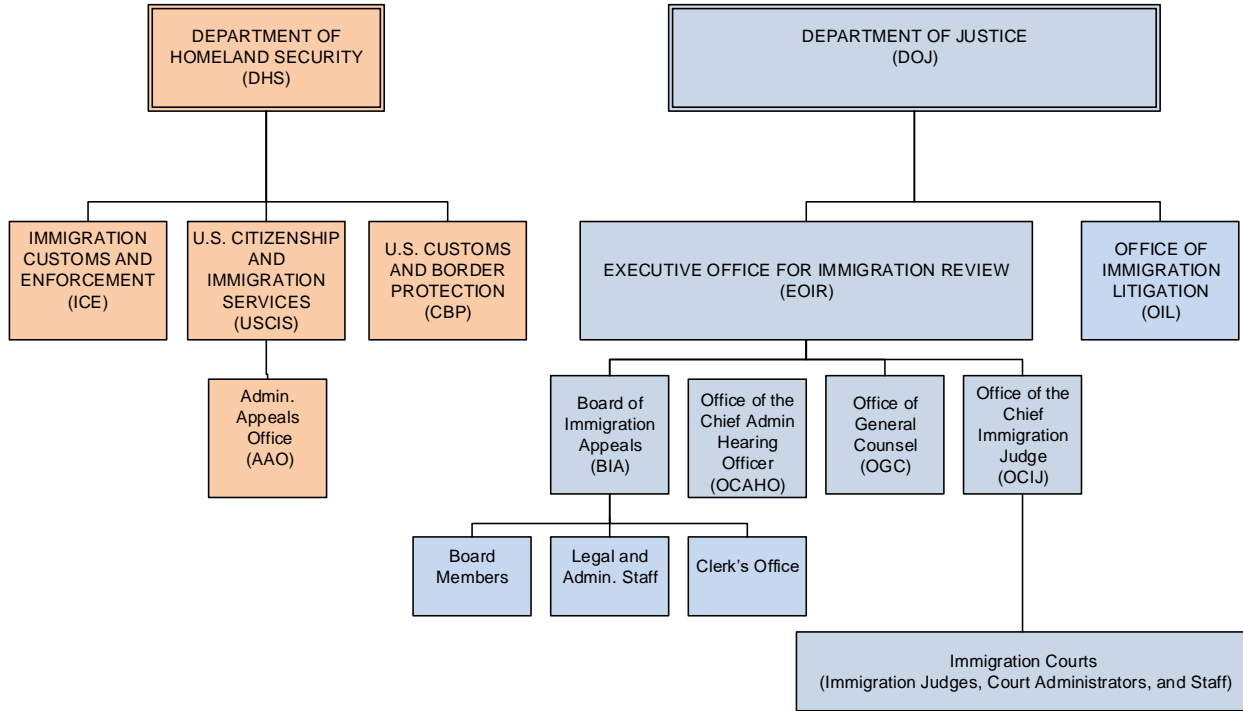 DEPARTMENT OF
HOMELAND SECURITY
(DHS)
DEPARTMENT OF JUSTICE
(DOJ)
IMMIGRATION
CUSTOMS AND
ENFORCEMENT
(ICE)
U.S. CITIZENSHIP
AND
IMMIGRATION
SERVICES
(USCIS)
U.S. CUSTOMS
AND BORDER
PROTECTION
(CBP)
EXECUTIVE OFFICE FOR IMMIGRATION REVIEW
(EOIR)
OFFICE OF
IMMIGRATION
LITIGATION
(OIL)
Admin.
Appeals
Office
(AAO)
Board of
Immigration
Appeals
(BIA)
Office of the
Chief Admin
Hearing
Officer
(OCAHO)
Office of
General
Counsel
(OGC)
Office of the
Chief
Immigration
Judge
(OCIJ)
Board
Members
Legal and
Admin. Staff
Clerk's Office
Immigration Courts
(Immigration Judges, Court Administrators, and Staff)